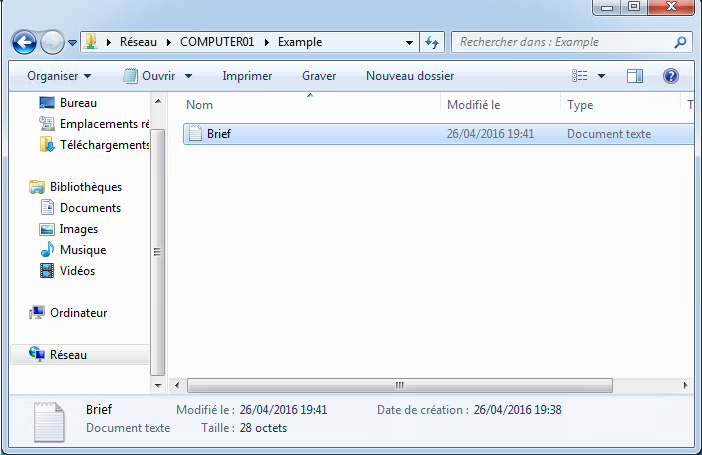 Réseau COMPUTER01 Example
Rechercher dans : Example
Organiser Ouvrir Imprimer Graver Nouveau dossier
Bureau
Emplacements ré
Téléchargements
Bibliothèques
Documents
Images
Musique
Vidéos
Ordinateur
Réseau
Nom Modifié le Type T
Brief 26/04/2016 19:41 Document texte
Brief Modifié le : 26/04/2016 19:41 Date de création : 26/04/2016 19:38
Document texte Taille : 28 octets